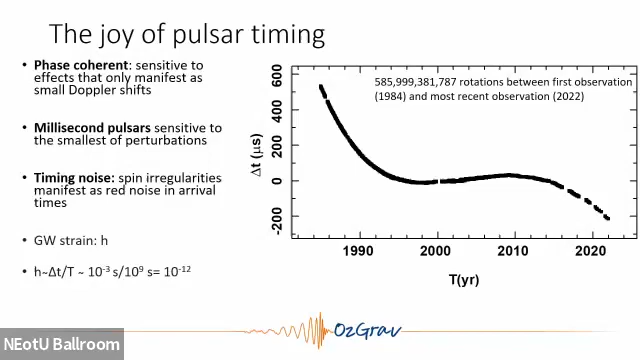 The joy of pulsar timing
• Phase coherent: sensitive to
effects that only manifest as
small Doppler shifts
• Millisecond pulsars sensitive to
the smallest of perturbations
• Timing noise: spin irregularities
manifest as red noise in arrival
times
• GW strain: h
• h~Δt/T ~ 10⁻³ s/10⁹ s= 10⁻¹²
585,999,381,787 rotations between first observation
(1984) and most recent observation (2022)
Δt (μs)
600
400
200
0
-200
1990
2000
2010
2020
T(yr)
OzGrav
NEotU Ballroom